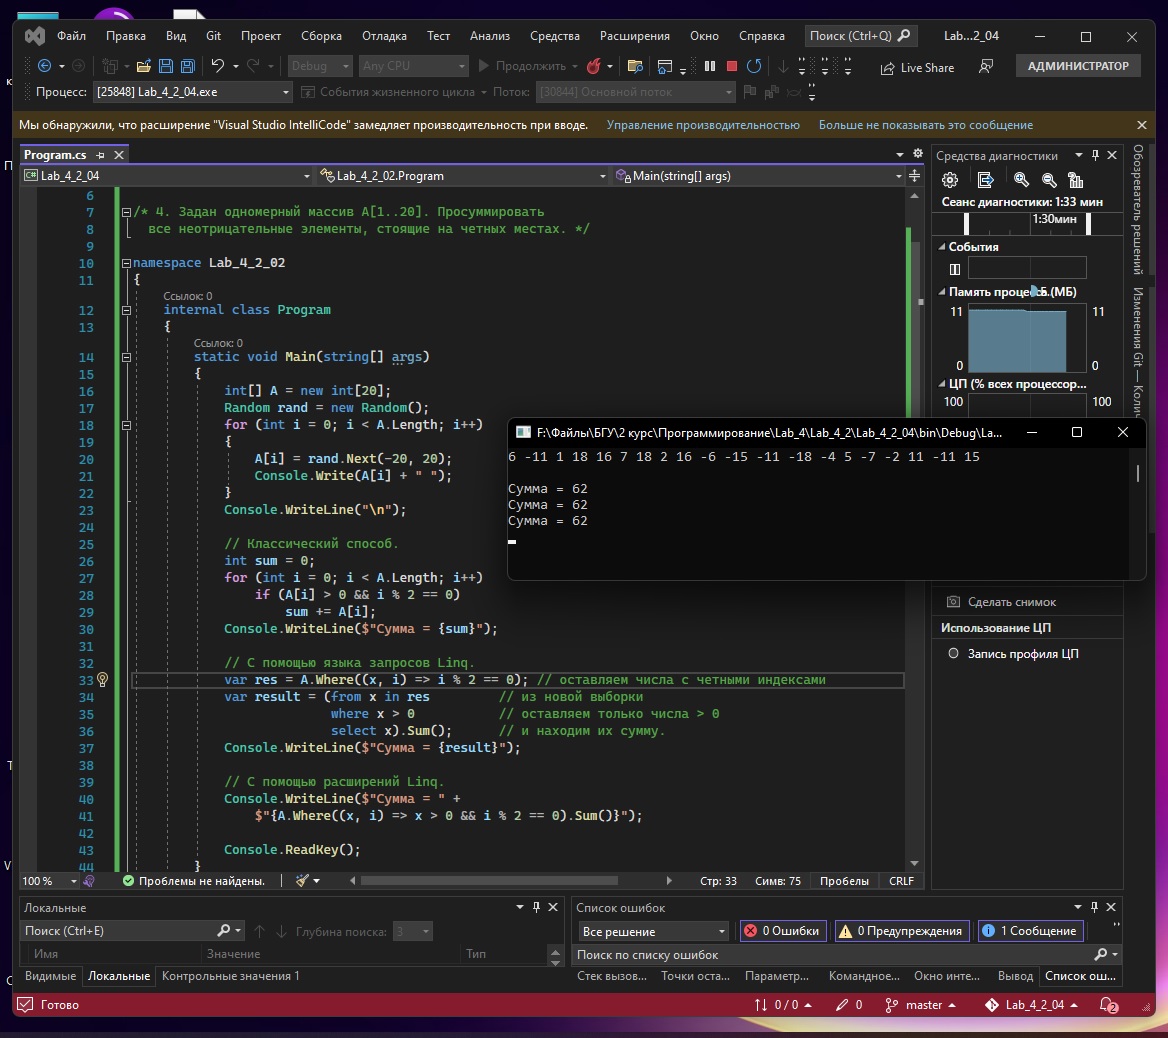 Файл Правка Вид Git Проект Сборка Отладка Тест Анализ Средства Расширения Окно Справка Поиск (Ctrl+Q) Lab...2_04
Debug Any CPU Продолжить Live Share АДМИНИСТРАТОР
Процесс: [25848] Lab_4_2_04.exe События жизненного цикла Поток: [30844] Основной поток
Мы обнаружили, что расширение "Visual Studio IntelliCode" замедляет производительность при вводе. Управление производительностью Больше не показывать это сообщение
Program.cs
Lab_4_2_04 Lab_4_2_02.Program Main(string[] args)
6
7 /* 4. Задан одномерный массив A[1..20]. Просуммировать
8 все неотрицательные элементы, стоящие на четных местах. */
9
10 namespace Lab_4_2_02
11 {
Ссылок: 0
12 internal class Program
13 {
Ссылок: 0
14 static void Main(string[] args)
15 {
16 int[] A = new int[20];
17 Random rand = new Random();
18 for (int i = 0; i < A.Length; i++)
19 {
20 A[i] = rand.Next(-20, 20);
21 Console.Write(A[i] + " ");
22 }
23 Console.WriteLine("\n");
24
25 // Классический способ.
26 int sum = 0;
27 for (int i = 0; i < A.Length; i++)
28 if (A[i] > 0 && i % 2 == 0)
29 sum += A[i];
30 Console.WriteLine($"Сумма = {sum}");
31
32 // С помощью языка запросов Linq.
33 var res = A.Where((x, i) => i % 2 == 0); // оставляем числа с четными индексами
34 var result = (from x in res // из новой выборки
35 where x > 0 // оставляем только числа > 0
36 select x).Sum(); // и находим их сумму.
37 Console.WriteLine($"Сумма = {result}");
38
39 // С помощью расширений Linq.
40 Console.WriteLine($"Сумма = " +
41 $"{A.Where((x, i) => x > 0 && i % 2 == 0).Sum()}");
42
43 Console.ReadKey();
44 }
F:\Файлы\БГУ\2 курс\Программирование\Lab_4\Lab_4_2\Lab_4_2_04\bin\Debug\La...
6 -11 1 18 16 7 18 2 16 -6 -15 -11 -18 -4 5 -7 -2 11 -11 15
Сумма = 62
Сумма = 62
Сумма = 62
Средства диагностики
Сеанс диагностики: 1:33 мин
1:30мин
События
Память процесс (МБ)
11 11
0 0
ЦП (% всех процессор...
100 100
Сделать снимок
Использование ЦП
Запись профиля ЦП
Обозреватель решений
Изменения Git — Колич
100 % Проблемы не найдены. Стр: 33 Симв: 75 Пробелы CRLF
Локальные
Поиск (Ctrl+E) Глубина поиска: 3
Имя Значение Тип
Видимые Локальные Контрольные значения 1
Список ошибок
Все решение 0 Ошибки 0 Предупреждения 1 Сообщение
Поиск по списку ошибок
Стек вызов... Точки оста... Параметр... Командное... Окно инте... Вывод Список ош...
Готово 0 / 0 0 master Lab_4_2_04 2